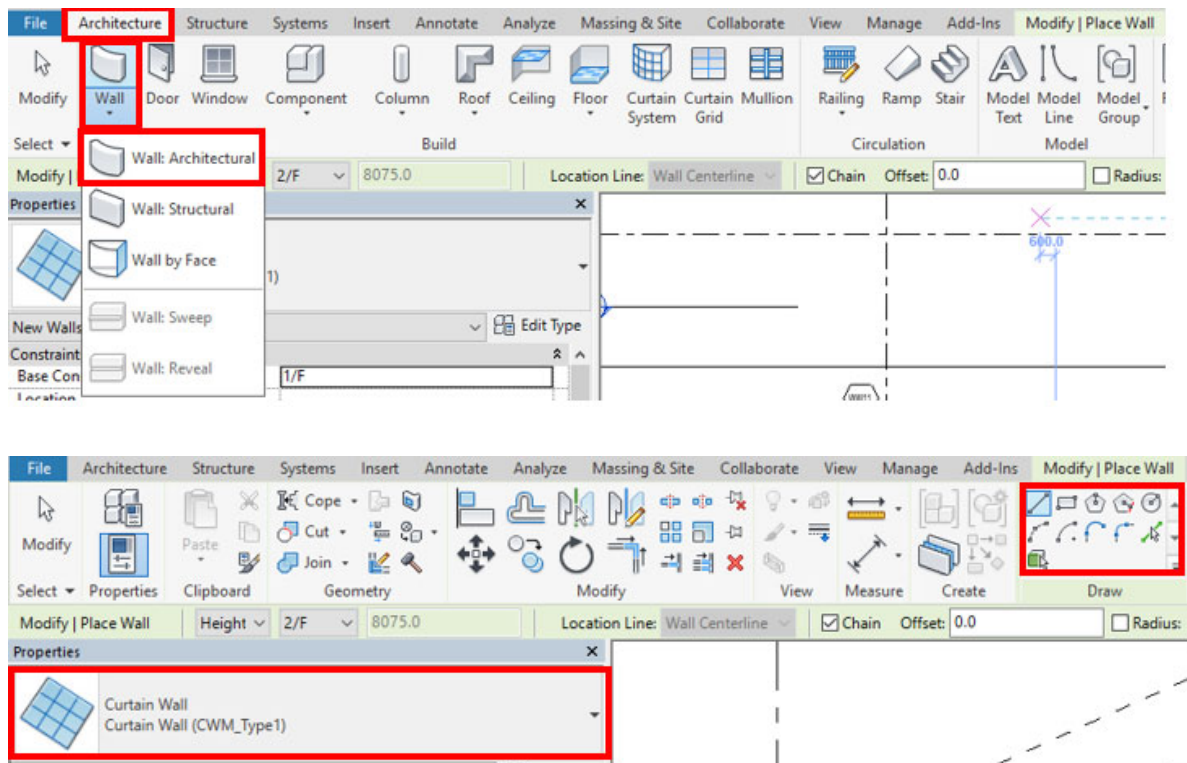 File Architecture Structure Systems Insert Annotate Analyze Massing & Site Collaborate View Manage Add-Ins Modify | Place Wall
Modify Wall Door Window Component Column Roof Ceiling Floor Curtain System Curtain Grid Mullion Railing Ramp Stair Model Text Model Line Model Group
Select Build Circulation Model
Wall: Architectural
Modify | 2/F 8075.0 Location Line: Wall Centerline Chain Offset: 0.0 Radius:
Properties
Wall: Structural
600.0
Wall by Face
1)
Wall: Sweep
New Walls Edit Type
Constraint
Wall: Reveal
Base Con 1/F
Location
File Architecture Structure Systems Insert Annotate Analyze Massing & Site Collaborate View Manage Add-Ins Modify | Place Wall
Modify Paste Cope
Cut
Join
Select Properties Clipboard Geometry Modify View Measure Create Draw
Modify | Place Wall Height 2/F 8075.0 Location Line: Wall Centerline Chain Offset: 0.0 Radius:
Properties
Curtain Wall
Curtain Wall (CWM_Type1)